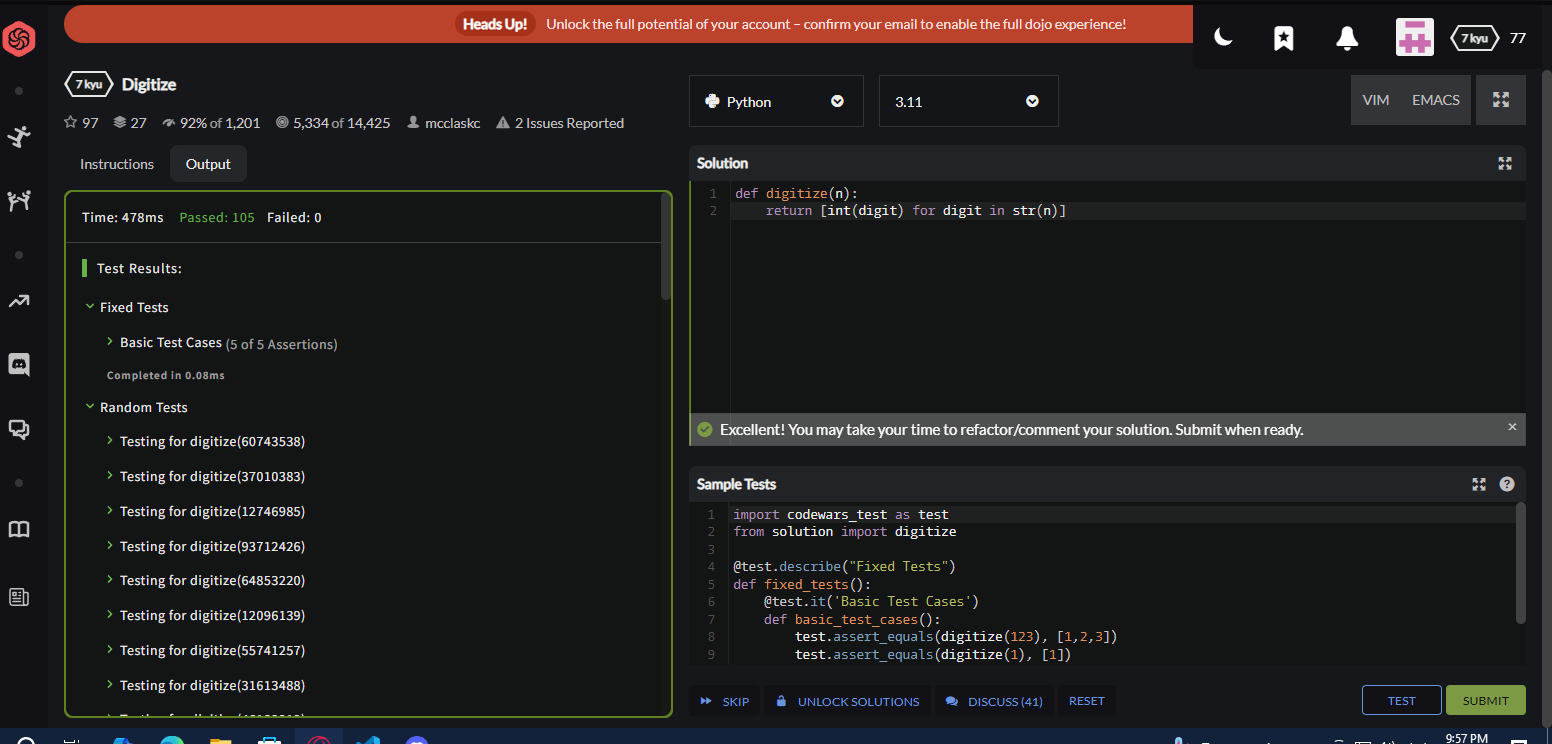 Heads Up! Unlock the full potential of your account – confirm your email to enable the full dojo experience!
7 kyu 77
7 kyu Digitize
97 27 92% of 1,201 5,334 of 14,425 mcclaskc 2 Issues Reported
Instructions Output
Time: 478ms Passed: 105 Failed: 0
Test Results:
Fixed Tests
Basic Test Cases (5 of 5 Assertions)
Completed in 0.08ms
Random Tests
Testing for digitize(60743538)
Testing for digitize(37010383)
Testing for digitize(12746985)
Testing for digitize(93712426)
Testing for digitize(64853220)
Testing for digitize(12096139)
Testing for digitize(55741257)
Testing for digitize(31613488)
Python 3.11 VIM EMACS
Solution
1 def digitize(n):
2     return [int(digit) for digit in str(n)]
Excellent! You may take your time to refactor/comment your solution. Submit when ready. ×
Sample Tests ?
1 import codewars_test as test
2 from solution import digitize
3
4 @test.describe("Fixed Tests")
5 def fixed_tests():
6     @test.it('Basic Test Cases')
7     def basic_test_cases():
8         test.assert_equals(digitize(123), [1,2,3])
9         test.assert_equals(digitize(1), [1])
SKIP UNLOCK SOLUTIONS DISCUSS (41) RESET TEST SUBMIT
9:57 PM